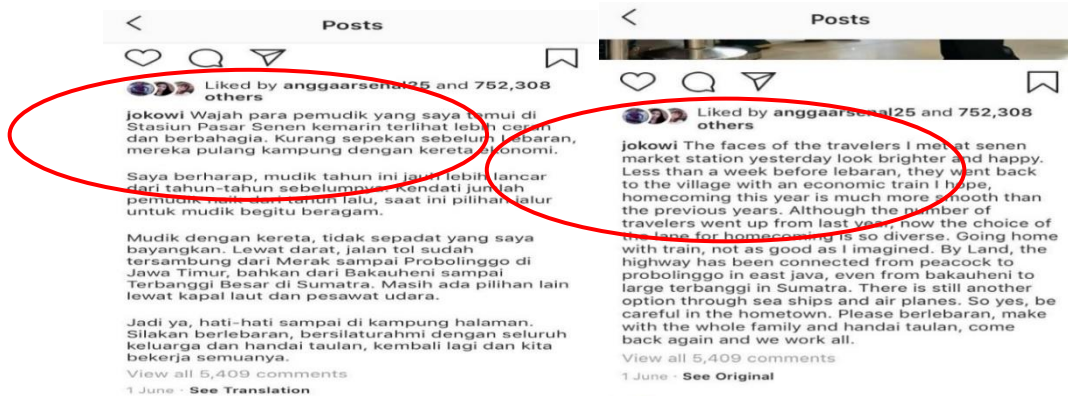 Posts
Liked by anggaarsenal25 and 752,308
others
jokowi Wajah para pemudik yang saya temui di
Stasiun Pasar Senen kemarin terlihat lebih cerah
dan berbahagia. Kurang sepekan sebelum Lebaran,
mereka pulang kampung dengan kereta ekonomi.
Saya berharap, mudik tahun ini jauh lebih lancar
dari tahun-tahun sebelumnya. Kendati jumlah
pemudik naik dari tahun lalu, saat ini pilihan jalur
untuk mudik begitu beragam.
Mudik dengan kereta, tidak sepadat yang saya
bayangkan. Lewat darat, jalan tol sudah
tersambung dari Merak sampai Probolinggo di
Jawa Timur, bahkan dari Bakauheni sampai
Terbanggi Besar di Sumatra. Masih ada pilihan lain
lewat kapal laut dan pesawat udara.
Jadi ya, hati-hati sampai di kampung halaman.
Silakan berlebaran, bersilaturahmi dengan seluruh
keluarga dan handai taulan, kembali lagi dan kita
bekerja semuanya.
View all 5,409 comments
1 June · See Translation
Posts
Liked by anggaarsenal25 and 752,308
others
jokowi The faces of the travelers I met at senen
market station yesterday look brighter and happy.
Less than a week before lebaran, they went back
to the village with an economic train I hope,
homecoming this year is much more smooth than
the previous years. Although the number of
travelers went up from last year, now the choice of
the lane for homecoming is so diverse. Going home
with train, not as good as I imagined. By Land, the
highway has been connected from peacock to
probolinggo in east java, even from bakauheni to
large terbanggi in Sumatra. There is still another
option through sea ships and air planes. So yes, be
careful in the hometown. Please berlebaran, make
with the whole family and handai taulan, come
back again and we work all.
View all 5,409 comments
1 June · See Original